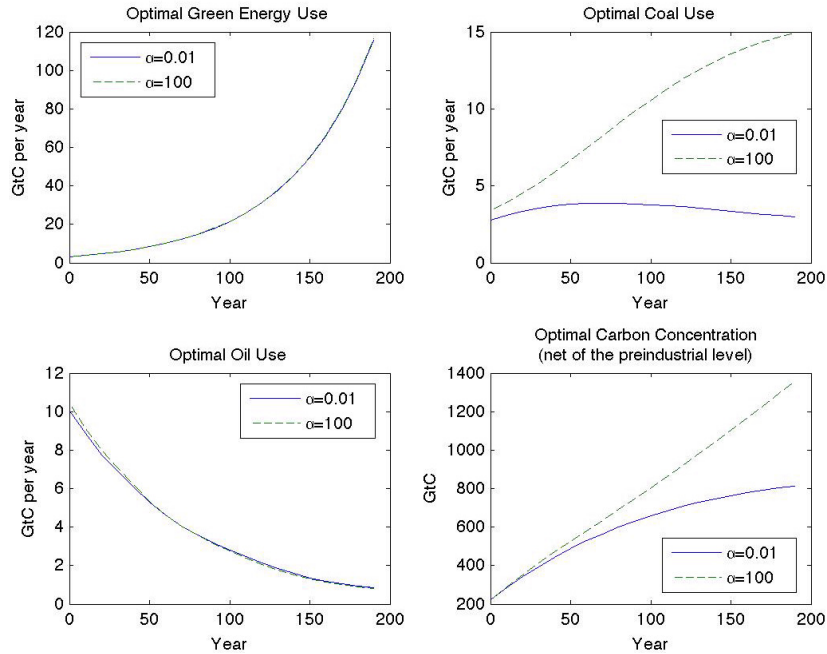 Optimal Green Energy Use
120
100
80
60
40
20
0
GtC per year
α=0.01
α=100
0
50
100
150
200
Year
Optimal Coal Use
15
10
5
0
GtC per year
α=0.01
α=100
0
50
100
150
200
Year
Optimal Oil Use
12
10
8
6
4
2
0
GtC per year
α=0.01
α=100
0
50
100
150
200
Year
Optimal Carbon Concentration
(net of the preindustrial level)
1400
1200
1000
800
600
400
200
GtC
α=0.01
α=100
0
50
100
150
200
Year